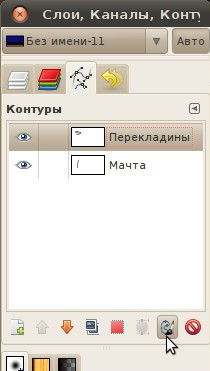 Слои, Каналы, Конту
Без имени-11
Авто
Контуры
Перекладины
Мачта